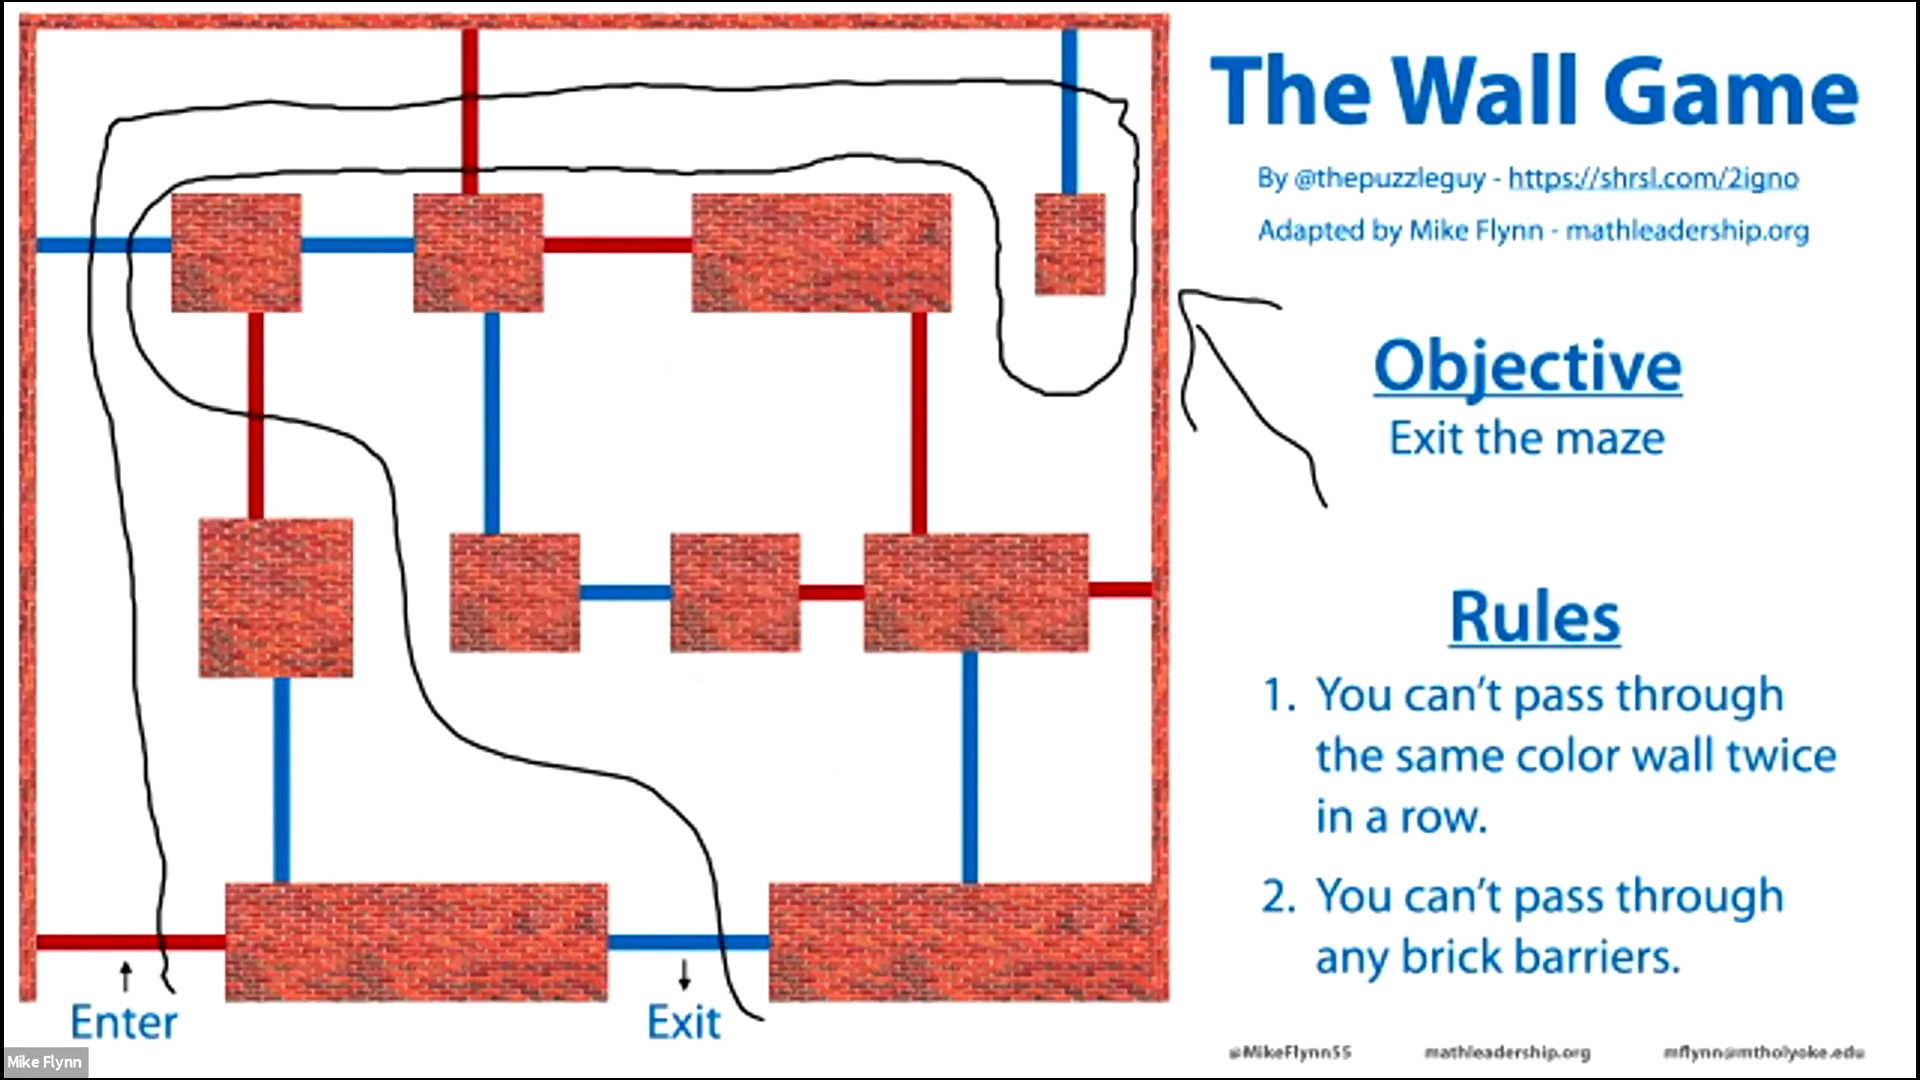 The Wall Game
By @thepuzzleguy - https://shrsl.com/2igno
Adapted by Mike Flynn - mathleadership.org
Objective
Exit the maze
Rules
1. You can't pass through
the same color wall twice
in a row.
2. You can't pass through
any brick barriers.
Enter
Exit
@MikeFlynn55 mathleadership.org mflynn@mtholyoke.edu
Mike Flynn